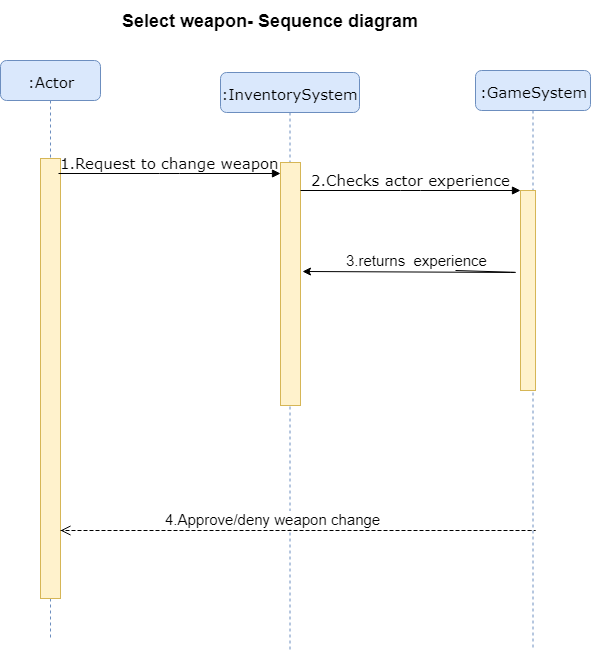 Select weapon- Sequence diagram
:Actor
:InventorySystem
:GameSystem
1.Request to change weapon
2.Checks actor experience
3.returns  experience
4.Approve/deny weapon change